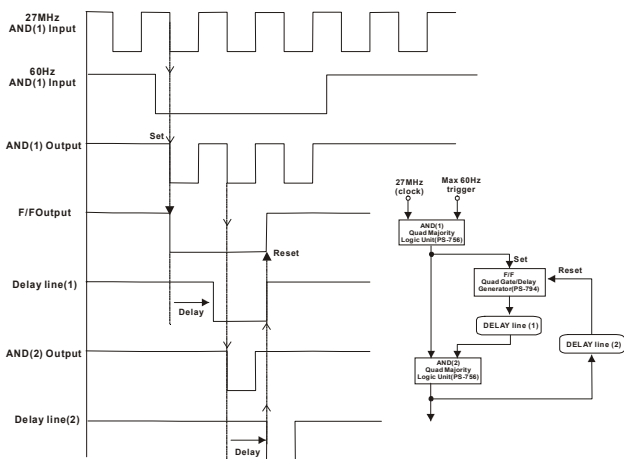 27MHz
AND(1) Input
60Hz
AND(1) Input
Set
AND(1) Output
F/FOutput
Reset
Delay line(1)
Delay
AND(2) Output
Delay line(2)
Delay
27MHz
(clock)
Max 60Hz
trigger
AND(1)
Quad Majority
Logic Unit(PS-756)
Set
F/F
Quad Gate/Delay
Generator(PS-794)
Reset
DELAY line (1)
DELAY line (2)
AND(2)
Quad Majority
Logic Unit(PS-756)